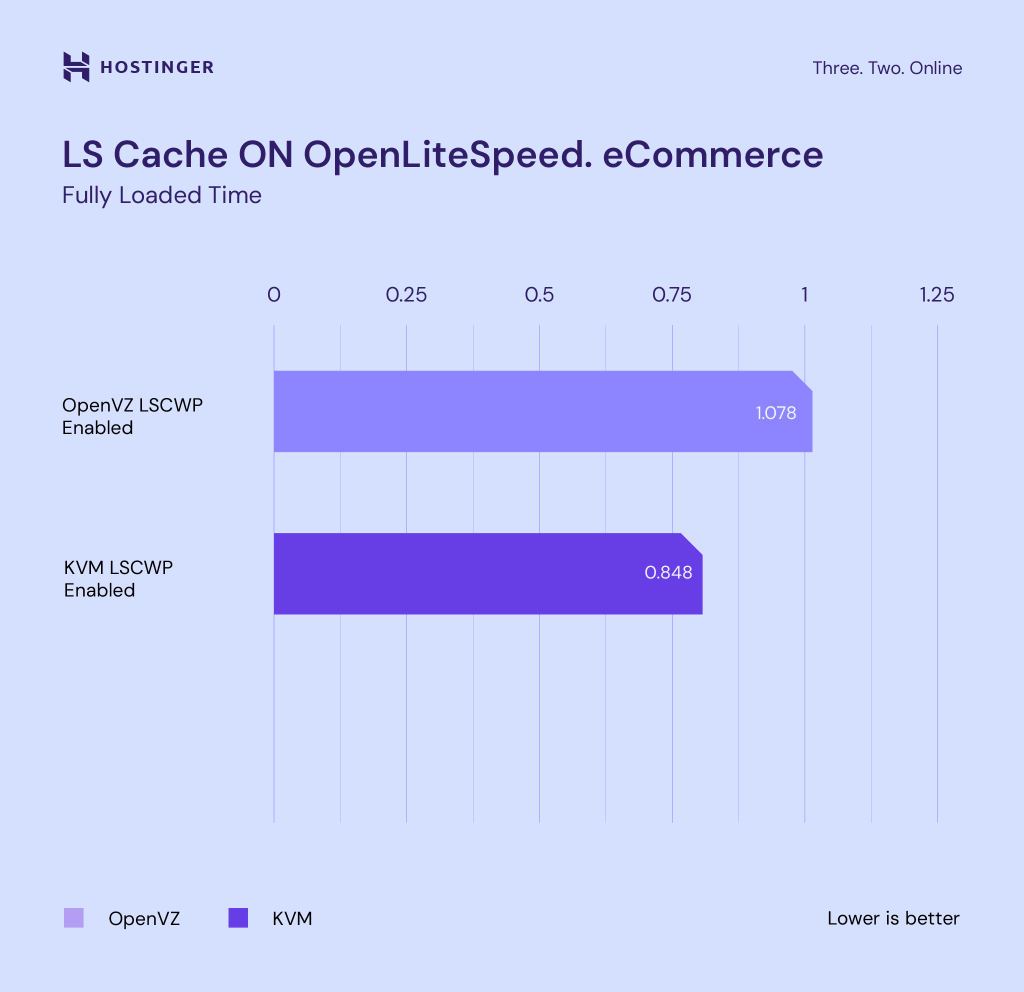 HOSTINGER
Three. Two. Online
LS Cache ON OpenLiteSpeed. eCommerce
Fully Loaded Time
0 0.25 0.5 0.75 1 1.25
OpenVZ LSCWP
Enabled
1.078
KVM LSCWP
Enabled
0.848
OpenVZ KVM
Lower is better